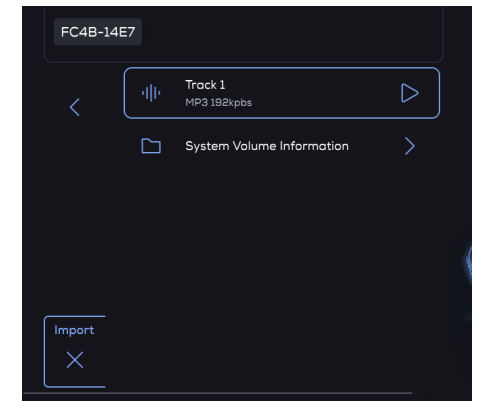 FC4B-14E7
Track 1
MP3 192kpbs
System Volume Information
Import